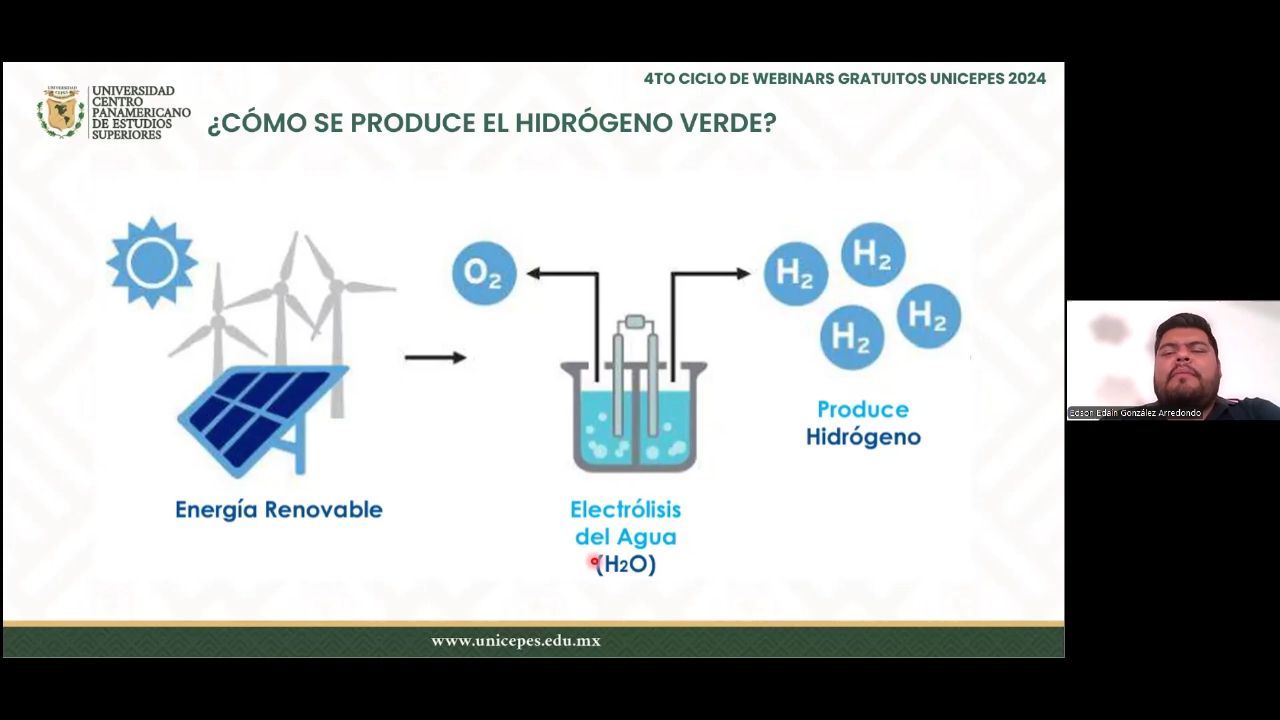 4TO CICLO DE WEBINARS GRATUITOS UNICEPES 2024
UNIVERSIDAD
CENTRO
PANAMERICANO
DE ESTUDIOS
SUPERIORES
¿CÓMO SE PRODUCE EL HIDRÓGENO VERDE?
O₂
H₂
H₂
H₂
H₂
Produce
Hidrógeno
Energía Renovable
Electrólisis
del Agua
(H₂O)
www.unicepes.edu.mx
Edson Edain González Arredondo